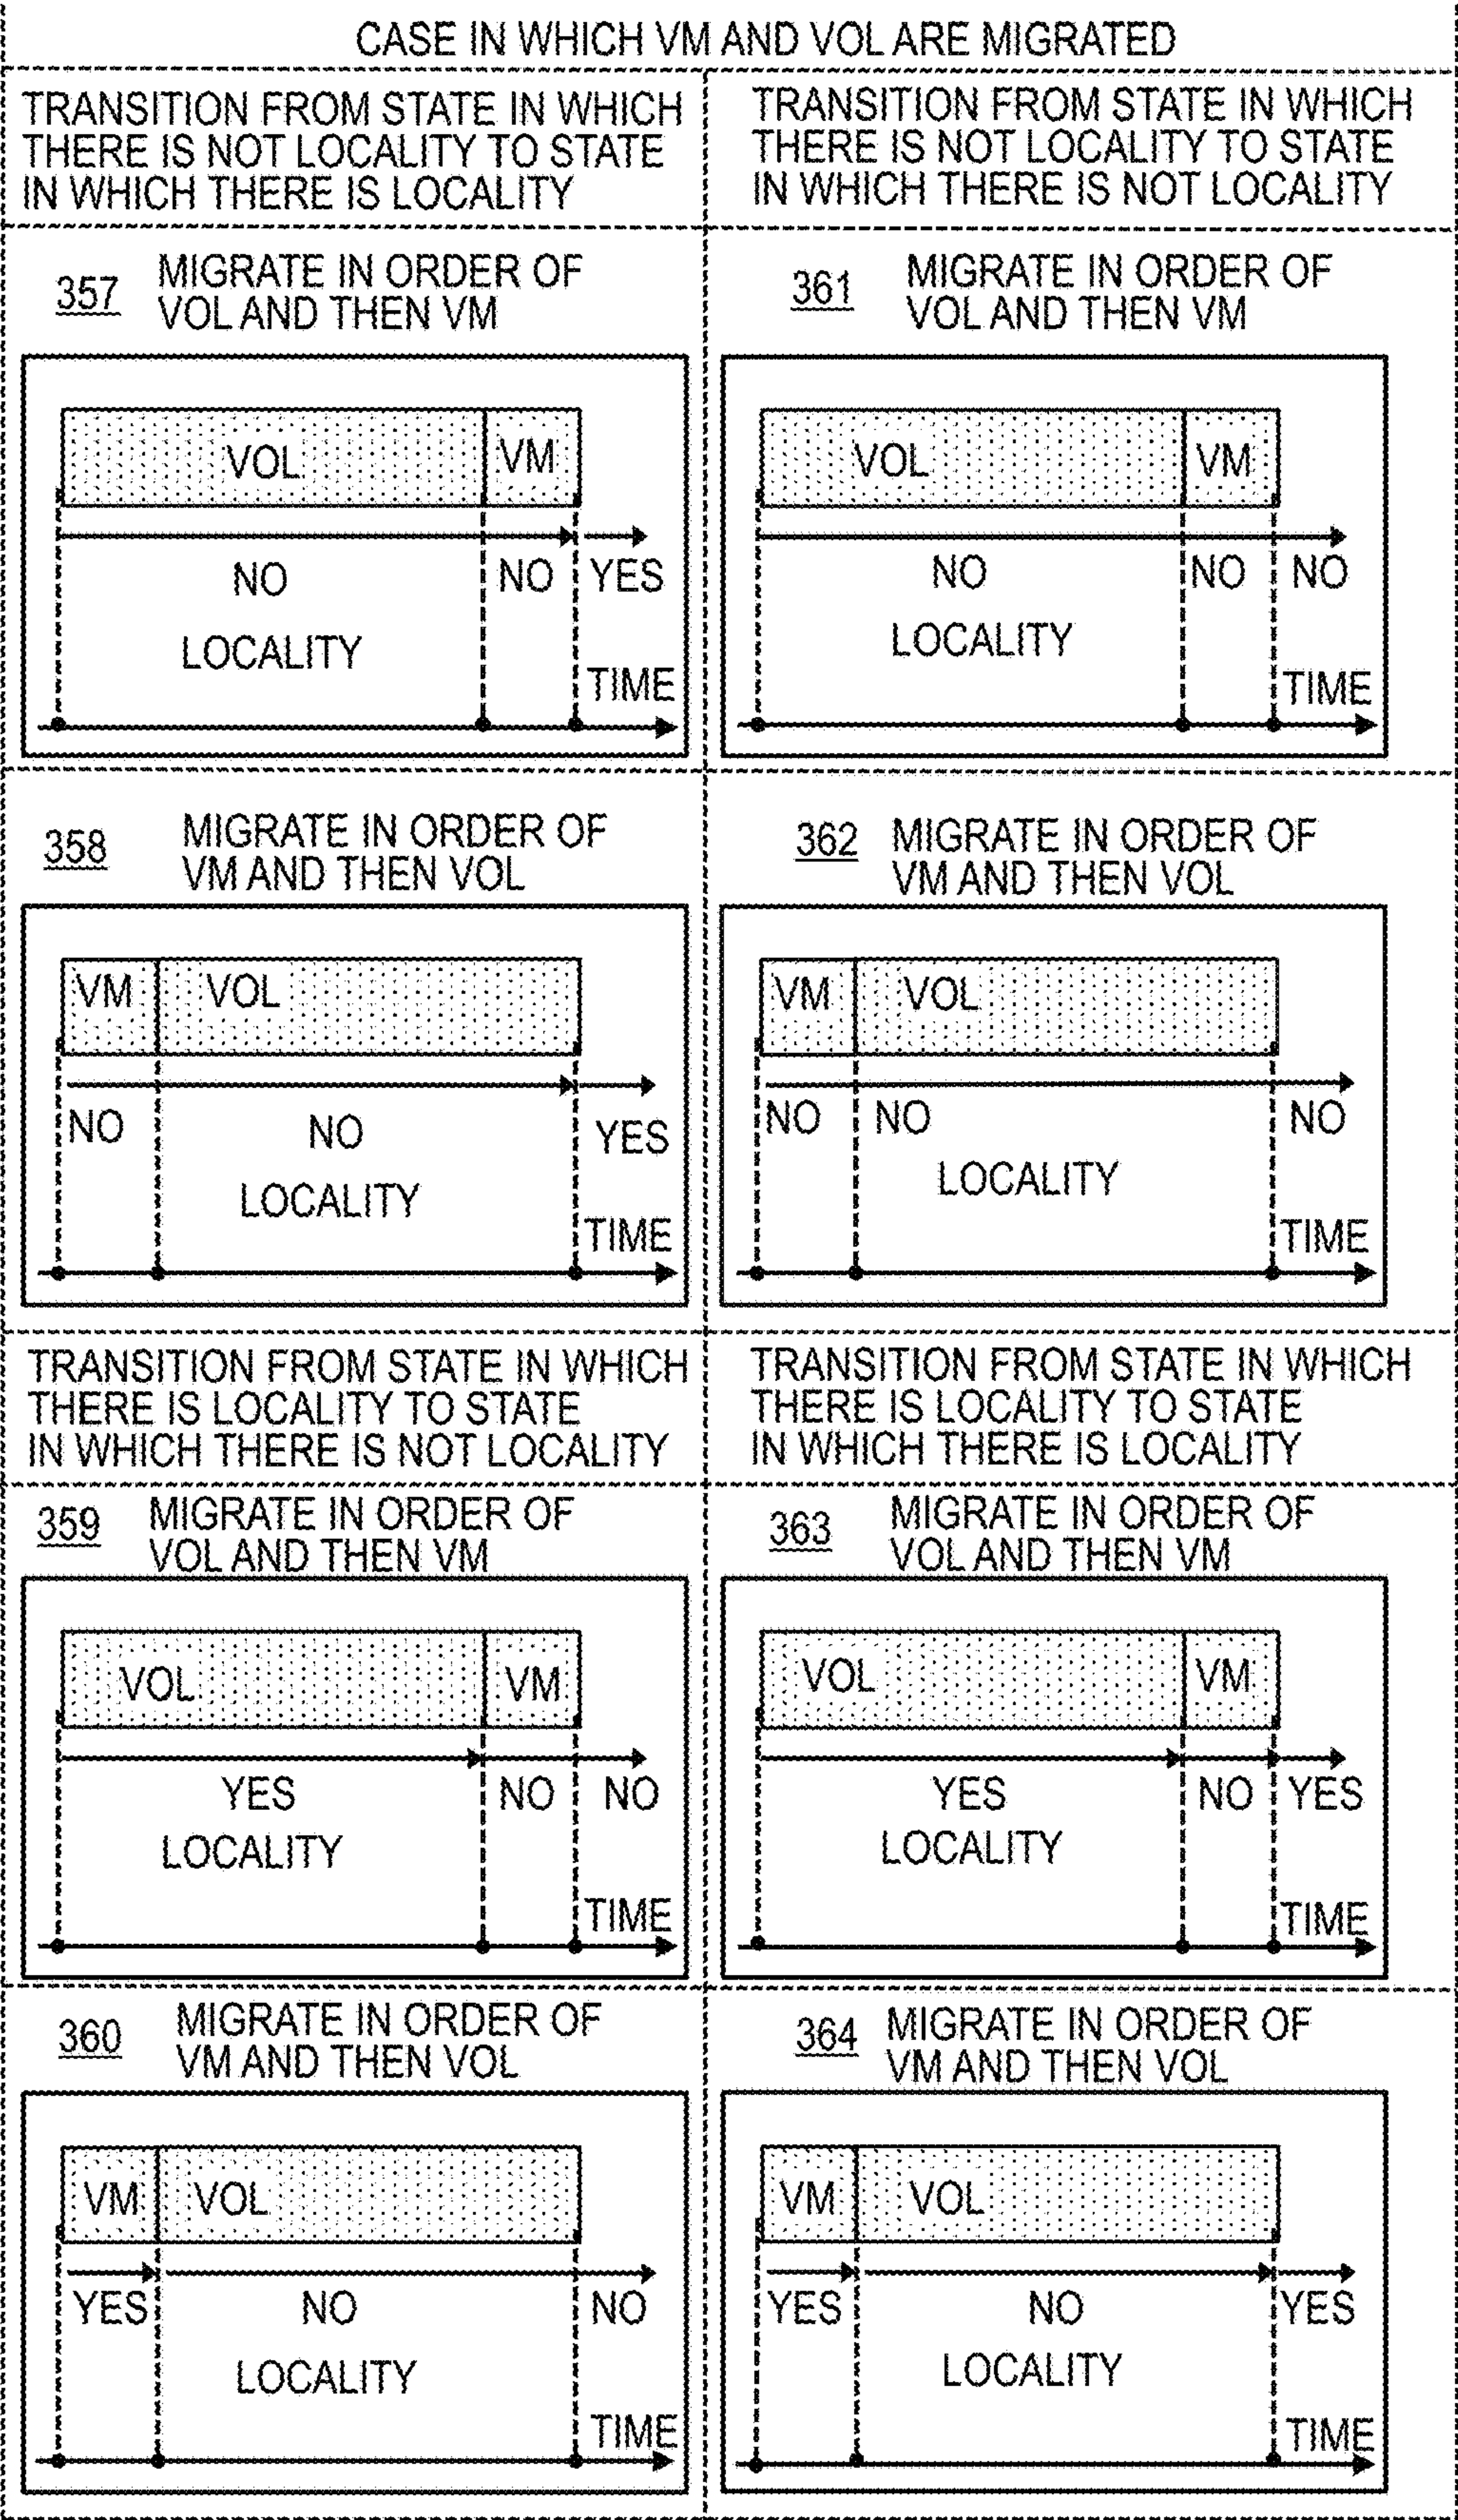 CASE IN WHICH VM AND VOL ARE MIGRATED
TRANSITION FROM STATE IN WHICH
THERE IS NOT LOCALITY TO STATE
IN WHICH THERE IS LOCALITY
TRANSITION FROM STATE IN WHICH
THERE IS NOT LOCALITY TO STATE
IN WHICH THERE IS NOT LOCALITY
357 MIGRATE IN ORDER OF
VOL AND THEN VM
VOL VM
NO NO YES
LOCALITY
TIME
361 MIGRATE IN ORDER OF
VOL AND THEN VM
VOL VM
NO NO NO
LOCALITY
TIME
358 MIGRATE IN ORDER OF
VM AND THEN VOL
VM VOL
NO NO YES
LOCALITY
TIME
362 MIGRATE IN ORDER OF
VM AND THEN VOL
VM VOL
NO NO NO
LOCALITY
TIME
TRANSITION FROM STATE IN WHICH
THERE IS LOCALITY TO STATE
IN WHICH THERE IS NOT LOCALITY
TRANSITION FROM STATE IN WHICH
THERE IS LOCALITY TO STATE
IN WHICH THERE IS LOCALITY
359 MIGRATE IN ORDER OF
VOL AND THEN VM
VOL VM
YES NO NO
LOCALITY
TIME
363 MIGRATE IN ORDER OF
VOL AND THEN VM
VOL VM
YES NO YES
LOCALITY
TIME
360 MIGRATE IN ORDER OF
VM AND THEN VOL
VM VOL
YES NO NO
LOCALITY
TIME
364 MIGRATE IN ORDER OF
VM AND THEN VOL
VM VOL
YES NO YES
LOCALITY
TIME